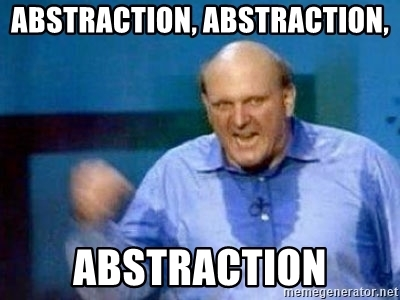 ABSTRACTION, ABSTRACTION,
ABSTRACTION
memegenerator.net